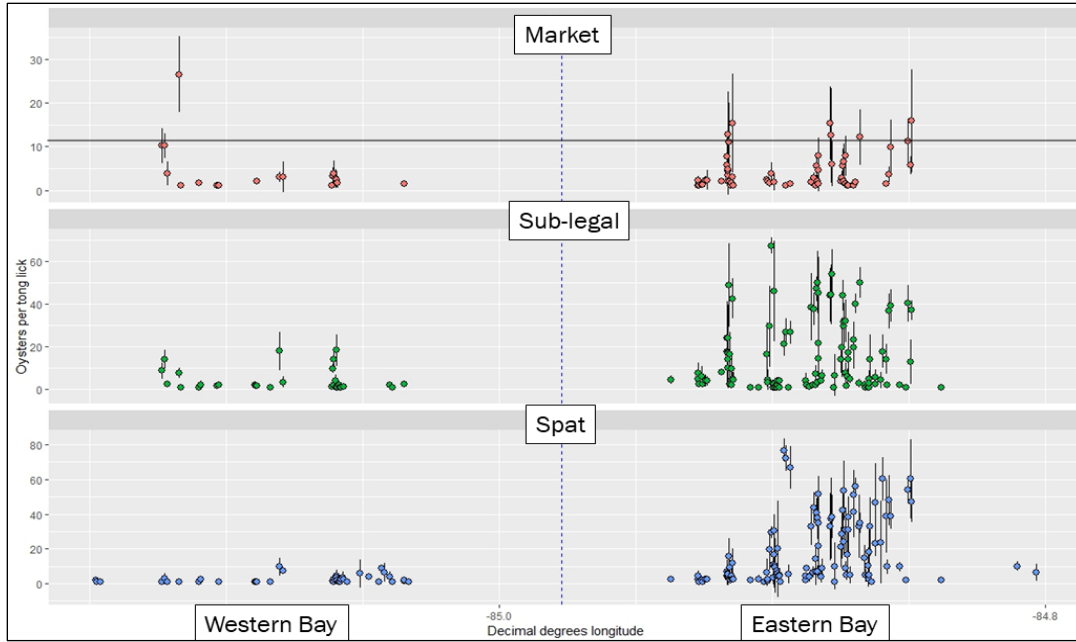 Market
30
20
10
0
Sub-legal
60
40
20
0
Oysters per tong lick
Spat
80
60
40
20
0
Western Bay
-85.0
Eastern Bay
-84.8
Decimal degrees longitude